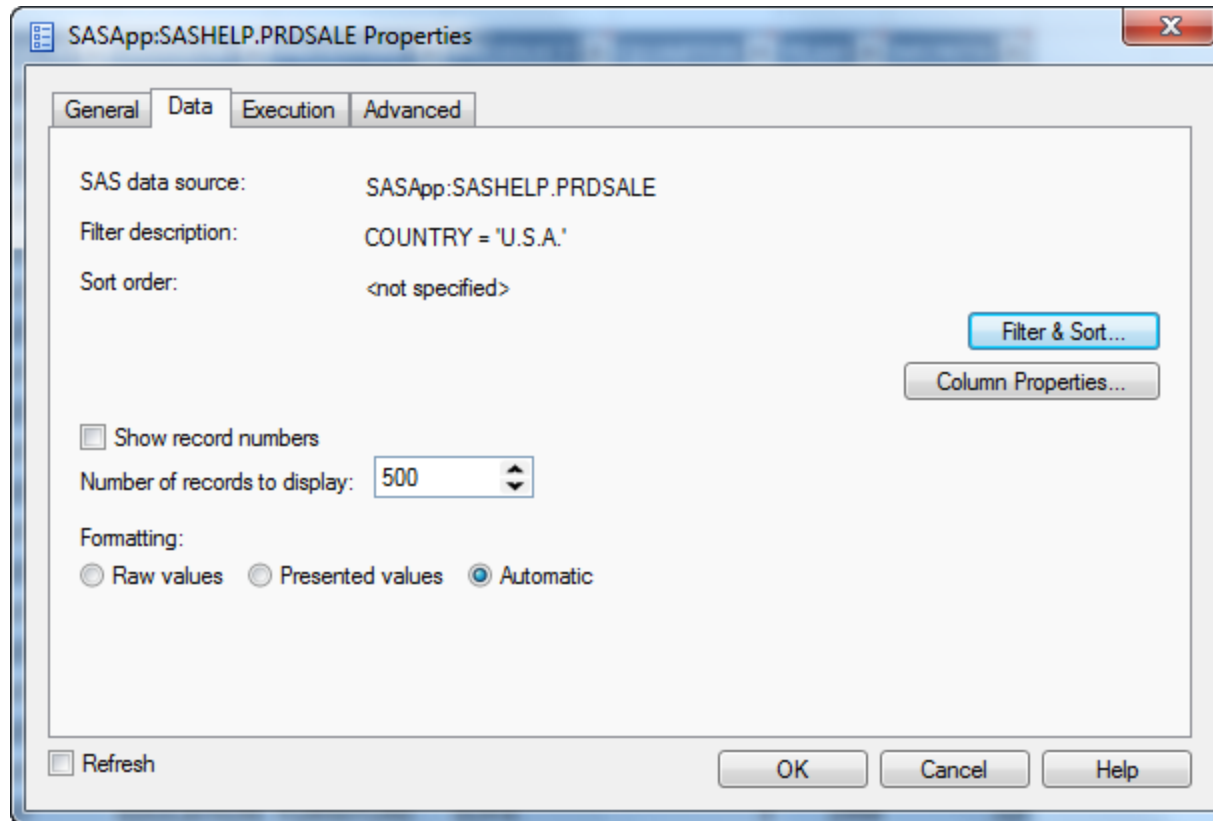 SASApp:SASHELP.PRDSALE Properties
General Data Execution Advanced
SAS data source: SASApp:SASHELP.PRDSALE
Filter description: COUNTRY = 'U.S.A.'
Sort order: <not specified>
Filter & Sort...
Column Properties...
Show record numbers
Number of records to display: 500
Formatting:
Raw values Presented values Automatic
Refresh OK Cancel Help